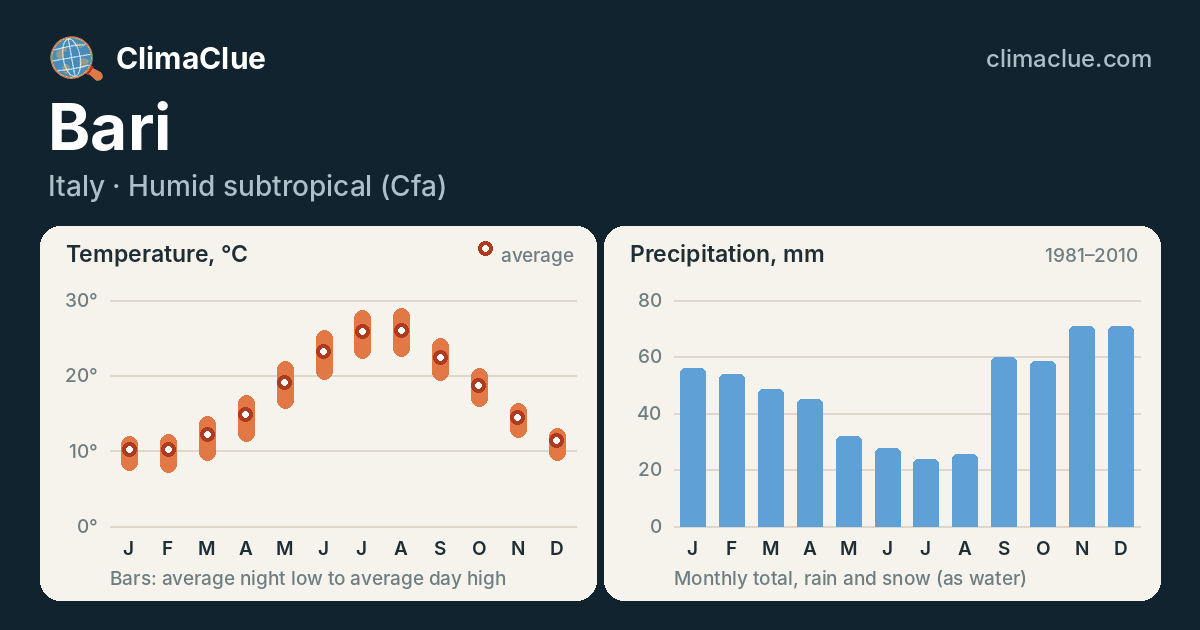 ClimaClue
climaclue.com
Bari
Italy · Humid subtropical (Cfa)
Temperature, °C
average
30°
20°
10°
0°
J F M A M J J A S O N D
Bars: average night low to average day high
Precipitation, mm
1981–2010
80
60
40
20
0
J F M A M J J A S O N D
Monthly total, rain and snow (as water)